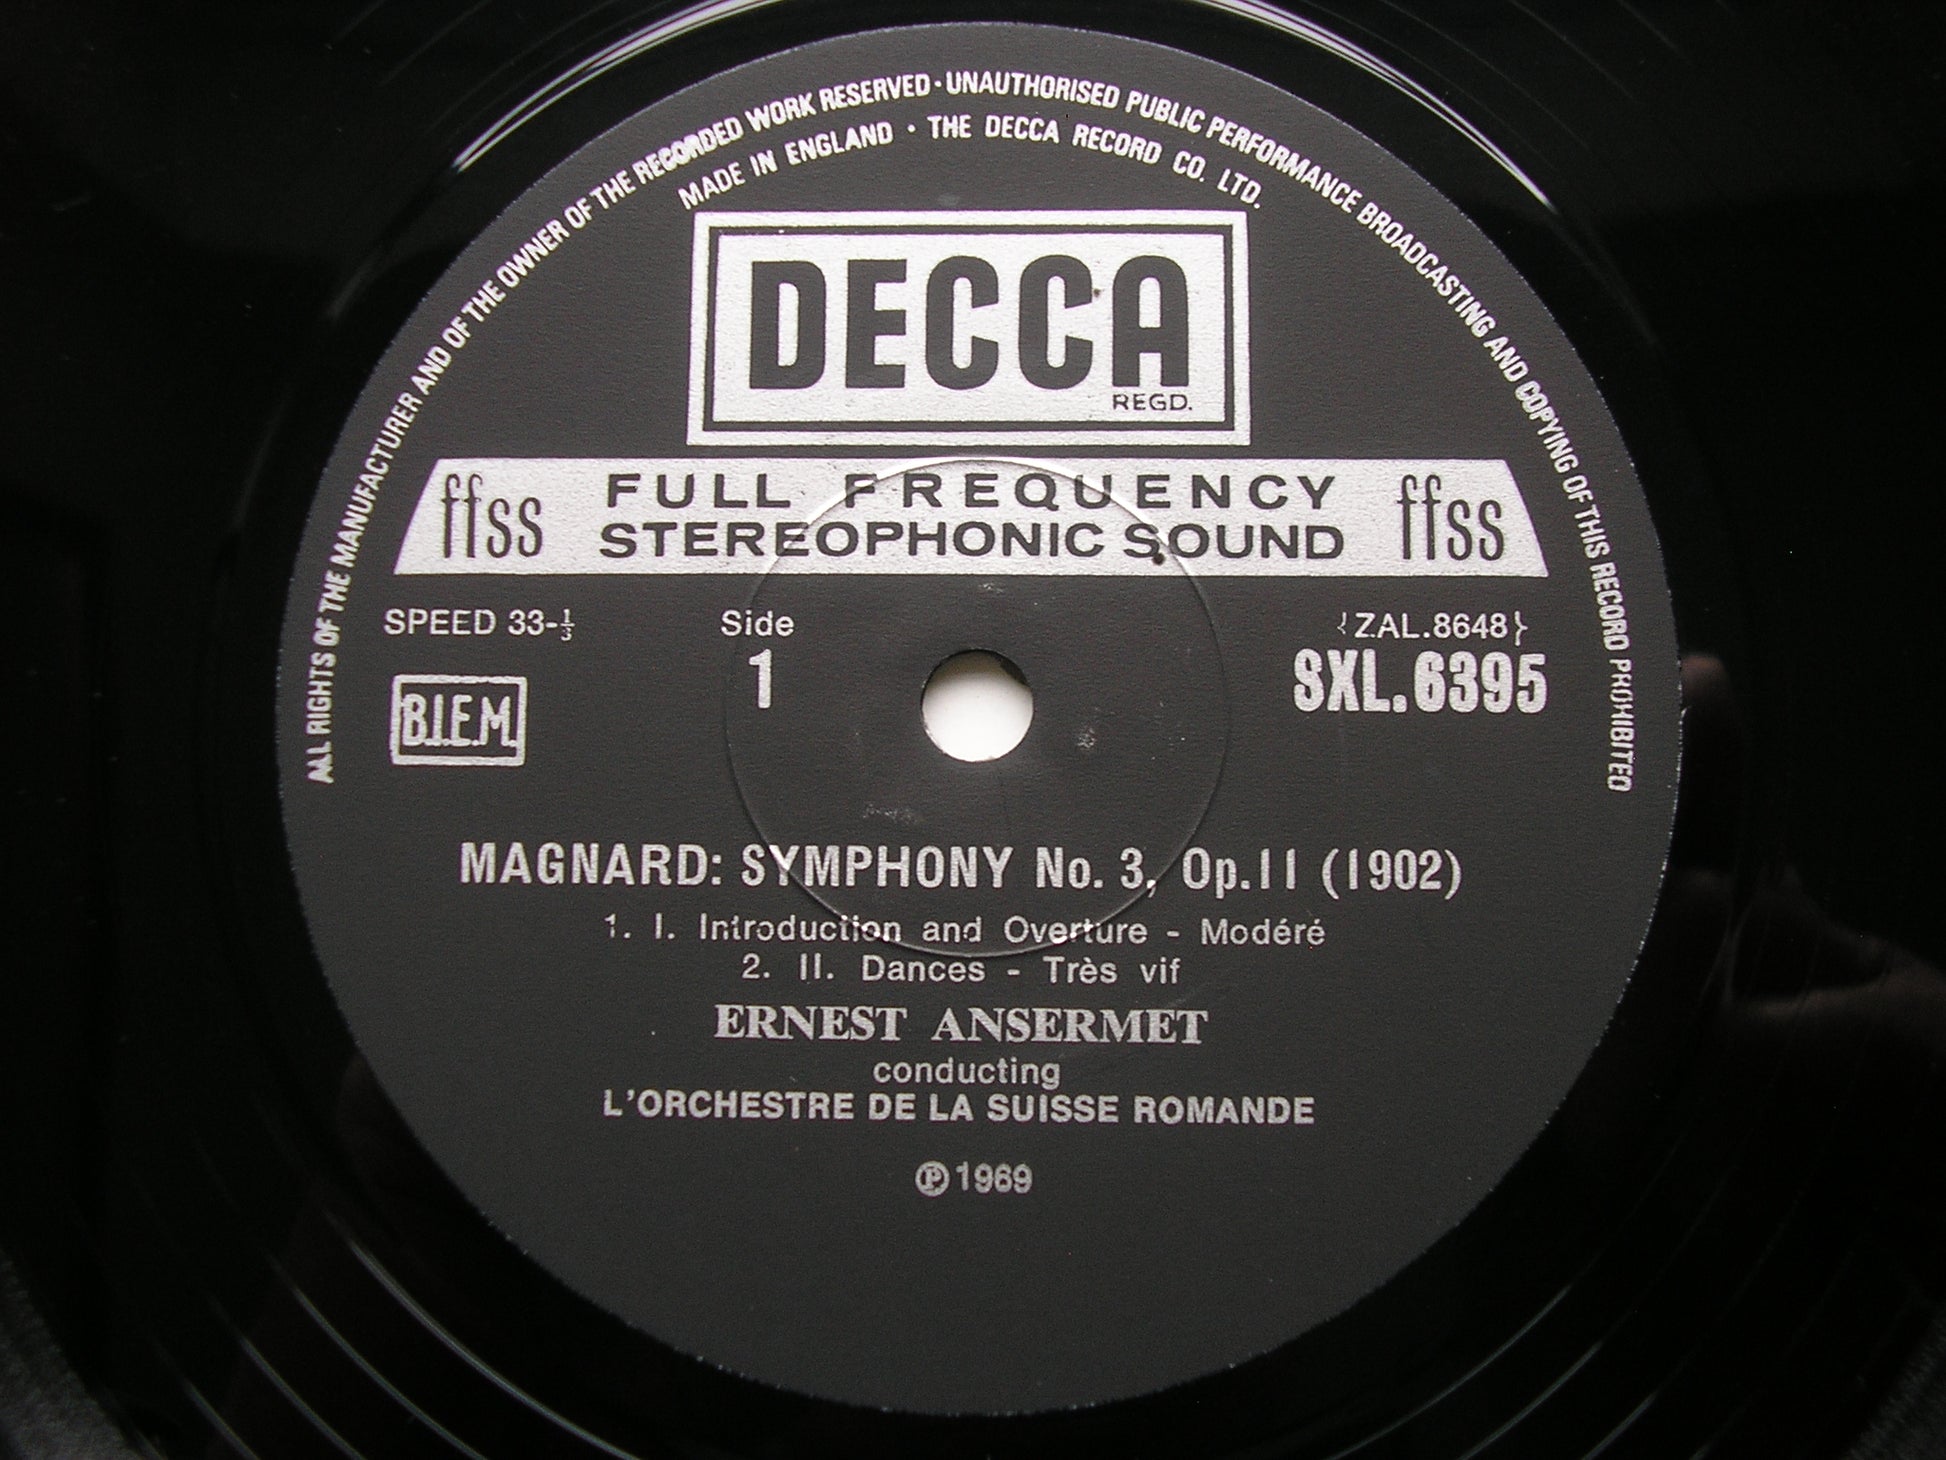 ALL RIGHTS OF THE MANUFACTURER AND OF THE OWNER OF THE RECORDED WORK RESERVED · UNAUTHORISED PUBLIC PERFORMANCE BROADCASTING AND COPYING OF THIS RECORD PROHIBITED
MADE IN ENGLAND · THE DECCA RECORD CO. LTD.
DECCA
REGD.
ffss FULL FREQUENCY ffss
STEREOPHONIC SOUND
SPEED 33-⅓ Side {ZAL.8648}
1 SXL.6395
B.I.E.M.
MAGNARD: SYMPHONY No. 3, Op.11 (1902)
1. I. Introduction and Overture - Modéré
2. II. Dances - Très vif
ERNEST ANSERMET
conducting
L'ORCHESTRE DE LA SUISSE ROMANDE
℗1969